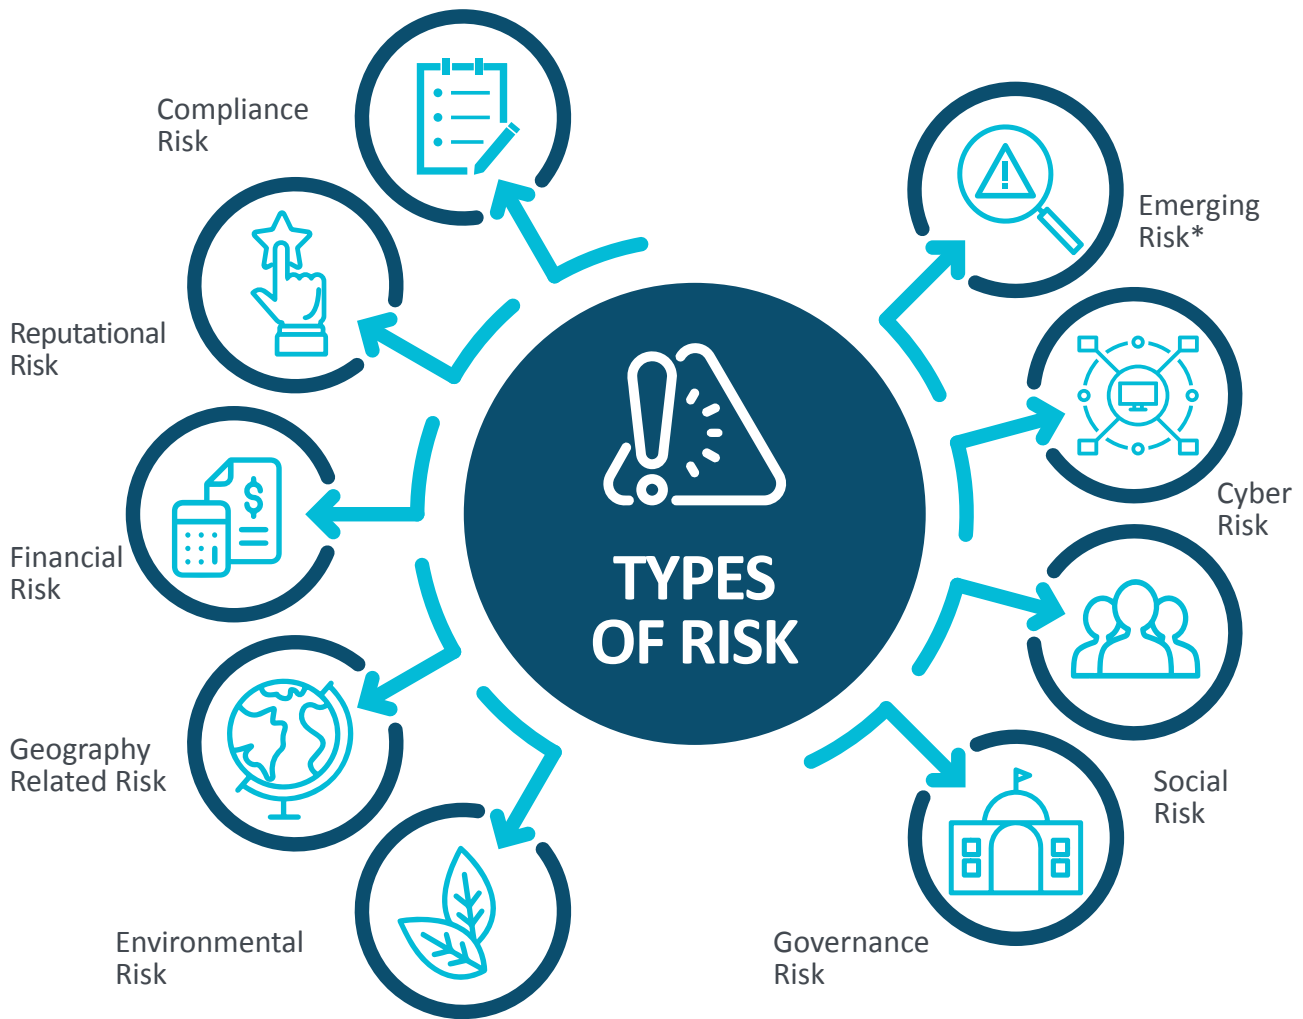 Compliance
Risk
Reputational
Risk
Financial
Risk
Geography
Related Risk
Environmental
Risk
TYPES
OF RISK
Emerging
Risk*
Cyber
Risk
Social
Risk
Governance
Risk
$